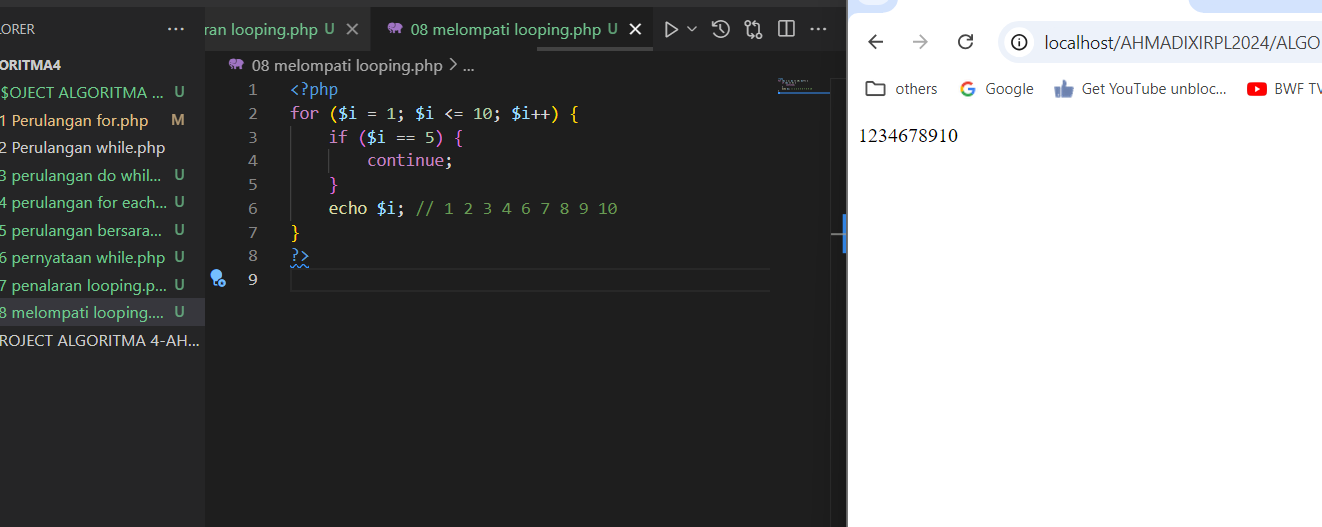 ORER ...
ORITMA4
$OJECT ALGORITMA ... U
1 Perulangan for.php M
2 Perulangan while.php
3 perulangan do whil... U
4 perulangan for each... U
5 perulangan bersara... U
6 pernyataan while.php U
7 penalaran looping.p... U
8 melompati looping.... U
ROJECT ALGORITMA 4-AH...
ran looping.php U
08 melompati looping.php U
08 melompati looping.php > ...
1 <?php
2 for ($i = 1; $i <= 10; $i++) {
3 if ($i == 5) {
4 continue;
5 }
6 echo $i; // 1 2 3 4 6 7 8 9 10
7 }
8 ?>
9
localhost/AHMADIXIRPL2024/ALGO
others Google Get YouTube unbloc... BWF TV
1234678910